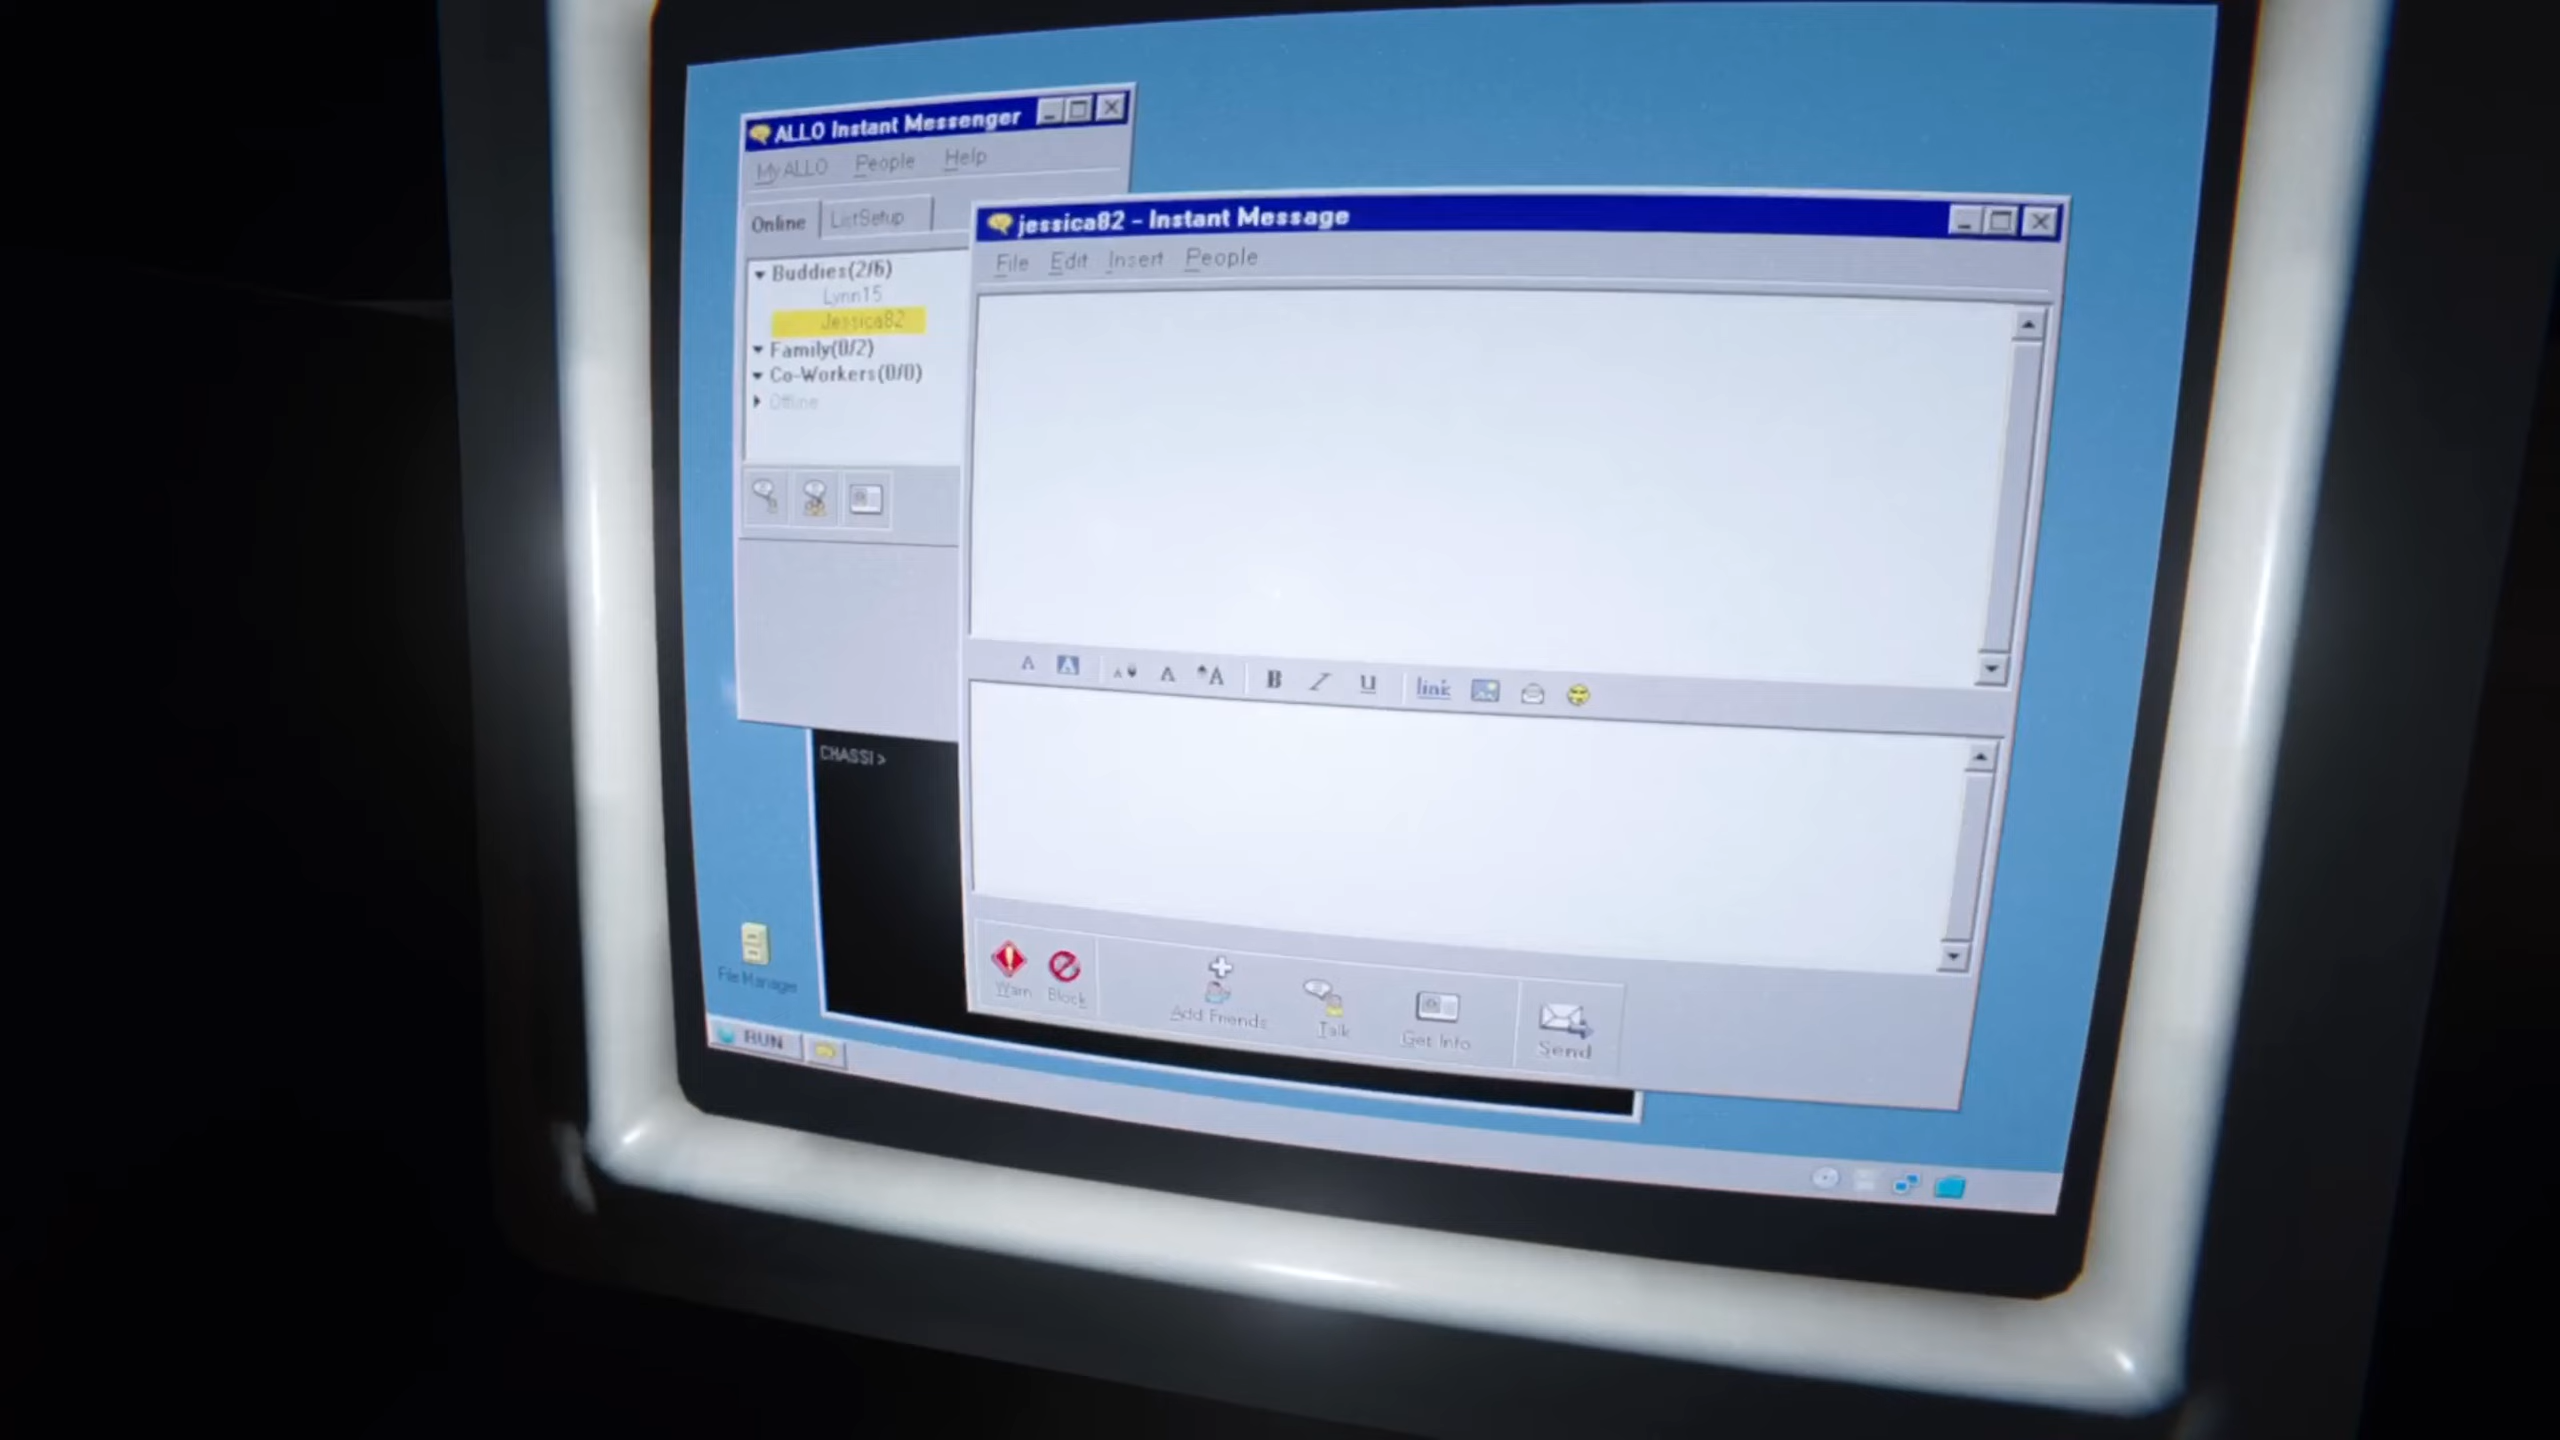 ALLO Instant Messenger
My ALLO People Help
Online ListSetup
Buddies(2/6)
Lynn15
Jessica82
Family(0/2)
Co-Workers(0/0)
Offline
jessica82 - Instant Message
File Edit Insert People
A A A A A B I U link
CHASSI >
Warn Block Add Friends Talk Get Info Send
File Manager
RUN